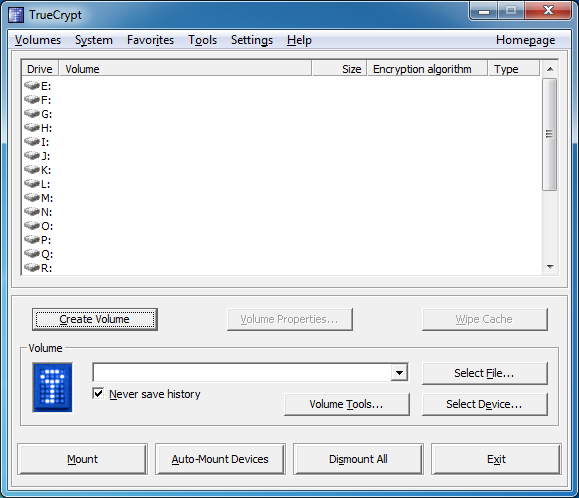 TrueCrypt
Volumes System Favorites Tools Settings Help Homepage
Drive Volume Size Encryption algorithm Type
E:
F:
G:
H:
I:
J:
K:
L:
M:
N:
O:
P:
Q:
R:
Create Volume Volume Properties... Wipe Cache
Volume
Select File...
Never save history
Volume Tools... Select Device...
Mount Auto-Mount Devices Dismount All Exit